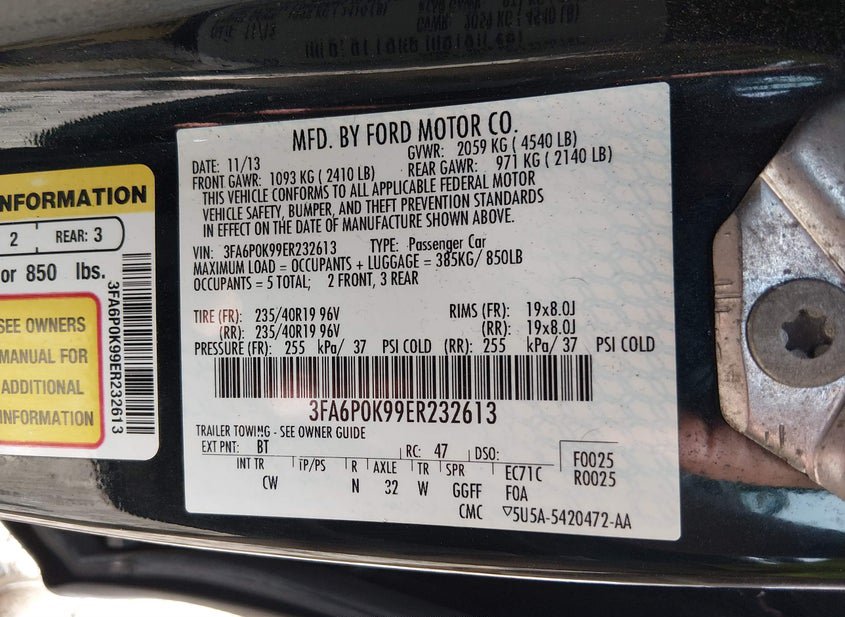 NFORMATION
2 REAR: 3
or 850 lbs.
SEE OWNERS
MANUAL FOR
ADDITIONAL
INFORMATION
3FA6P0K99ER232613
MFD. BY FORD MOTOR CO.
DATE: 11/13 GVWR: 2059 KG ( 4540 LB)
FRONT GAWR: 1093 KG ( 2410 LB) REAR GAWR: 971 KG ( 2140 LB)
THIS VEHICLE CONFORMS TO ALL APPLICABLE FEDERAL MOTOR
VEHICLE SAFETY, BUMPER, AND THEFT PREVENTION STANDARDS
IN EFFECT ON THE DATE OF MANUFACTURE SHOWN ABOVE.
VIN: 3FA6P0K99ER232613 TYPE: Passenger Car
MAXIMUM LOAD = OCCUPANTS + LUGGAGE = 385KG/ 850LB
OCCUPANTS = 5 TOTAL; 2 FRONT, 3 REAR
TIRE (FR): 235/40R19 96V RIMS (FR): 19x8.0J
(RR): 235/40R19 96V (RR): 19x8.0J
PRESSURE (FR): 255 kPa/ 37 PSI COLD (RR): 255 kPa/ 37 PSI COLD
3FA6P0K99ER232613
TRAILER TOWING - SEE OWNER GUIDE
EXT PNT: BT RC: 47 DSO: F0025
R0025
INT TR TP/PS R AXLE TR SPR EC71C
CW N 32 W GGFF F0A
CMC ▽5U5A-5420472-AA